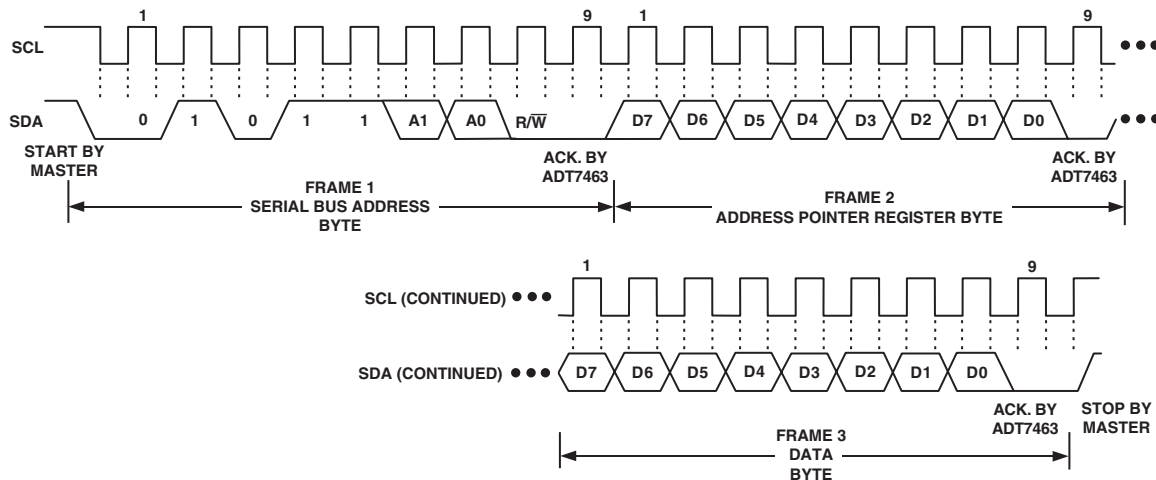 1 9 1 9
SCL
SDA 0 1 0 1 1 A1 A0 R/W̅ D7 D6 D5 D4 D3 D2 D1 D0
START BY MASTER
ACK. BY ADT7463
ACK. BY ADT7463
FRAME 1
SERIAL BUS ADDRESS
BYTE
FRAME 2
ADDRESS POINTER REGISTER BYTE
1 9
SCL (CONTINUED)
SDA (CONTINUED) D7 D6 D5 D4 D3 D2 D1 D0
ACK. BY ADT7463
STOP BY MASTER
FRAME 3
DATA
BYTE